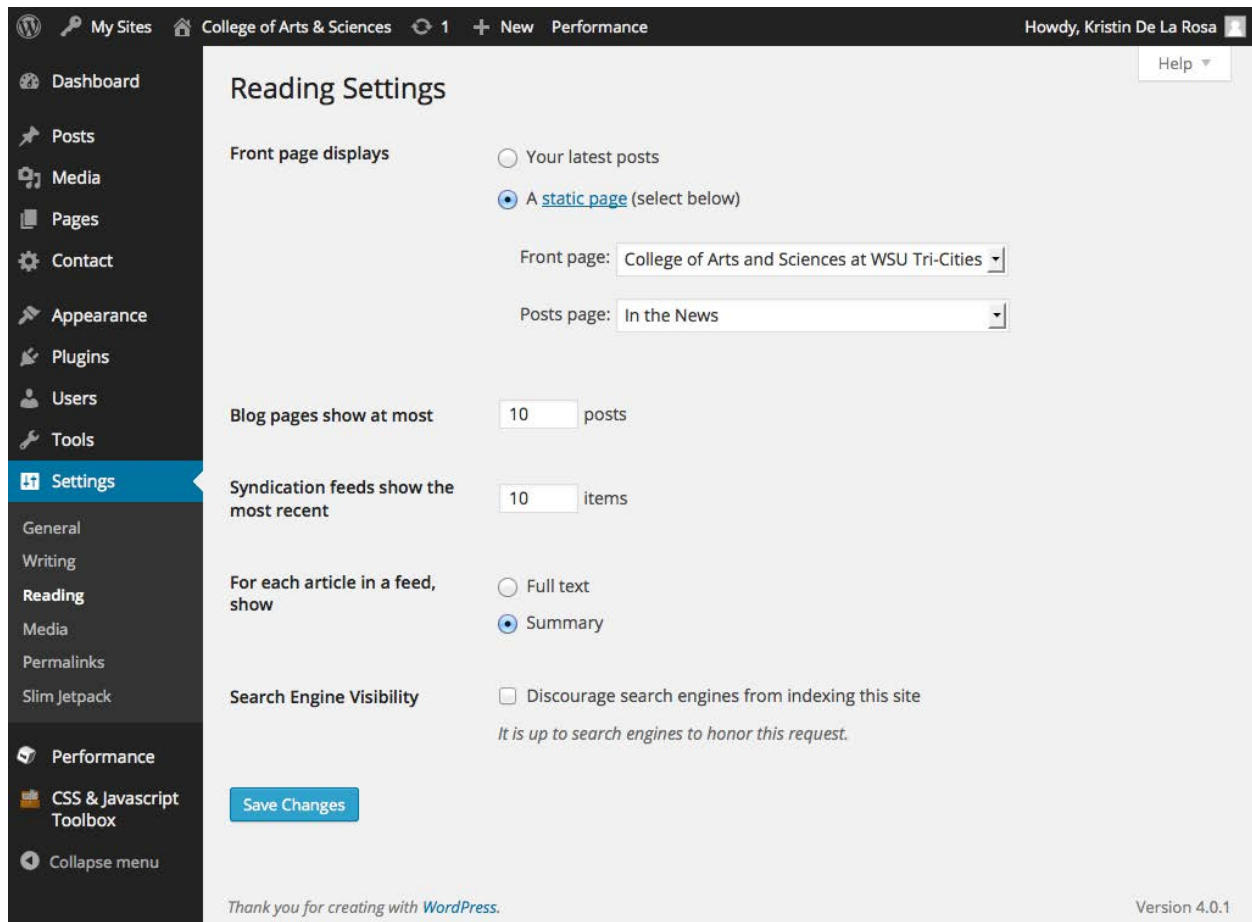 My Sites College of Arts & Sciences 1 New Performance Howdy, Kristin De La Rosa
Help
Dashboard
Posts
Media
Pages
Contact
Appearance
Plugins
Users
Tools
Settings
General
Writing
Reading
Media
Permalinks
Slim Jetpack
Performance
CSS & Javascript
Toolbox
Collapse menu
Reading Settings
Front page displays
Your latest posts
A static page (select below)
Front page: College of Arts and Sciences at WSU Tri-Cities
Posts page: In the News
Blog pages show at most 10 posts
Syndication feeds show the
most recent
10 items
For each article in a feed,
show
Full text
Summary
Search Engine Visibility
Discourage search engines from indexing this site
It is up to search engines to honor this request.
Save Changes
Thank you for creating with WordPress. Version 4.0.1